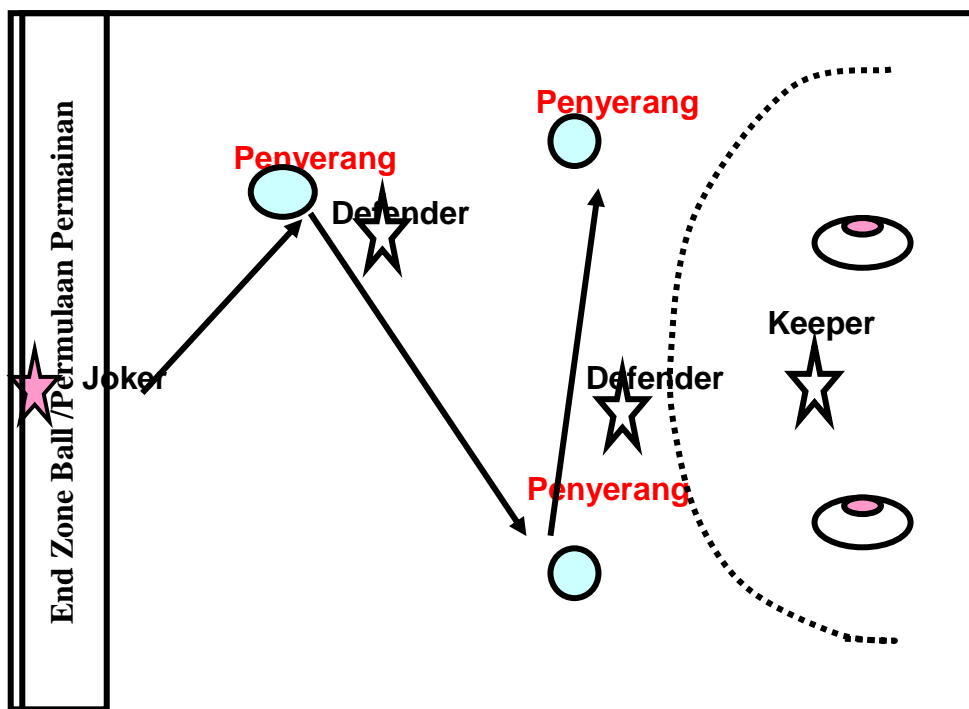 End Zone Ball /Permulaan Permainan
Penyerang
Penyerang
Defender
Keeper
Joker
Defender
Penyerang